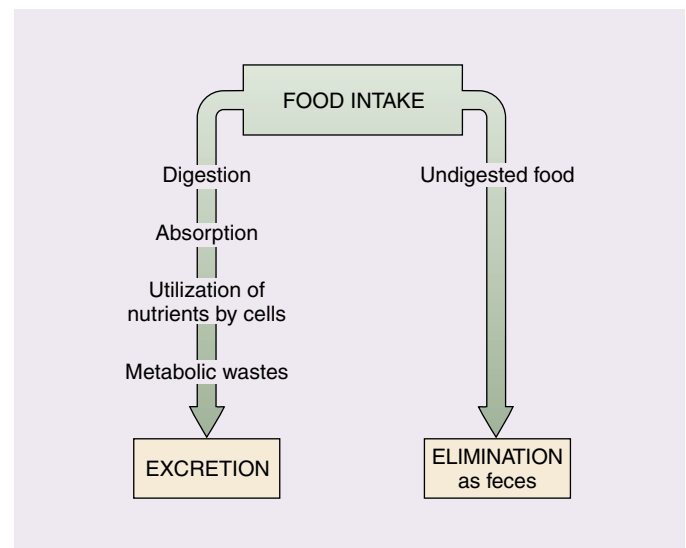 FOOD INTAKE
Digestion
Undigested food
Absorption
Utilization of
nutrients by cells
Metabolic wastes
EXCRETION
ELIMINATION
as feces